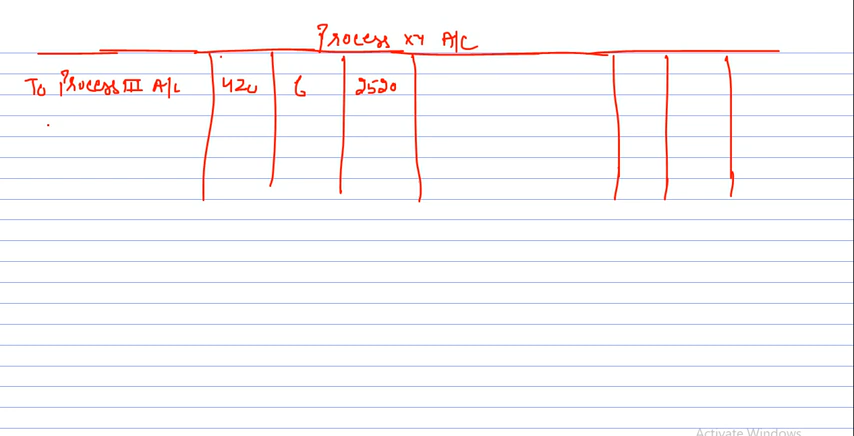 Process xy A/C
To Process III A/c 420 6 2520
Activate Windows